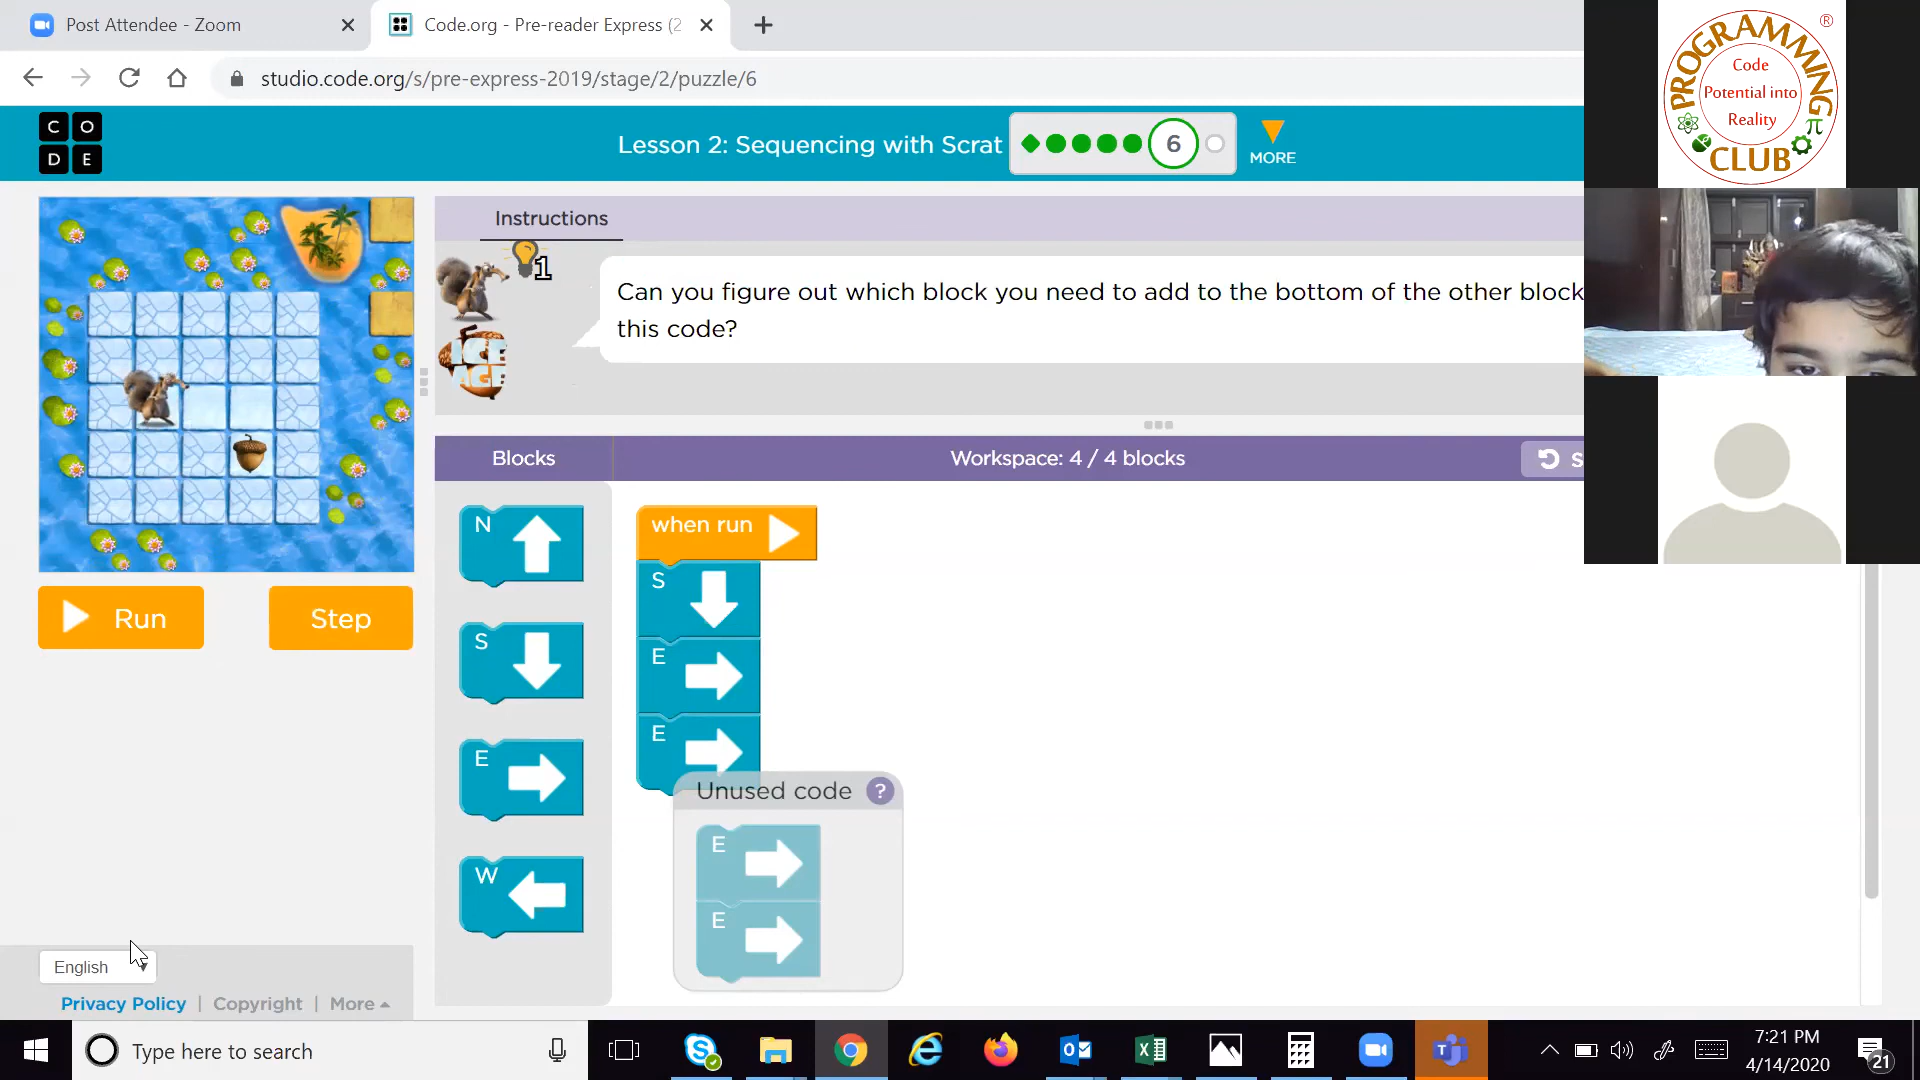 Post Attendee - Zoom
Code.org - Pre-reader Express (2
studio.code.org/s/pre-express-2019/stage/2/puzzle/6
C O
D E
Lesson 2: Sequencing with Scrat
6
MORE
PROGRAMMING
®
Code
Potential into
Reality
π
CLUB
Instructions
1
Can you figure out which block you need to add to the bottom of the other block
this code?
ICE
AGE
Blocks
Workspace: 4 / 4 blocks
S
N
S
E
W
when run
S
E
E
Unused code ?
E
E
Run
Step
English
Privacy Policy | Copyright | More
Type here to search
7:21 PM
4/14/2020
21